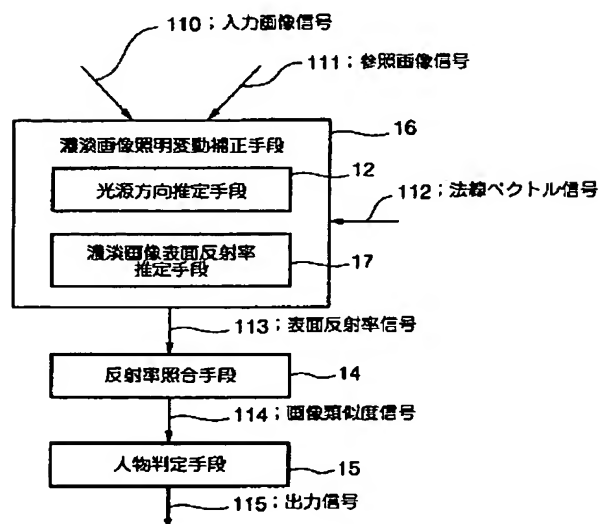 110；入力画像信号
111；参照画像信号
16
濃淡画像照明変動補正手段
12
光源方向推定手段
112；法線ベクトル信号
濃淡画像表面反射率
推定手段
17
113；表面反射率信号
反射率照合手段
14
114；画像類似度信号
人物判定手段
15
115；出力信号